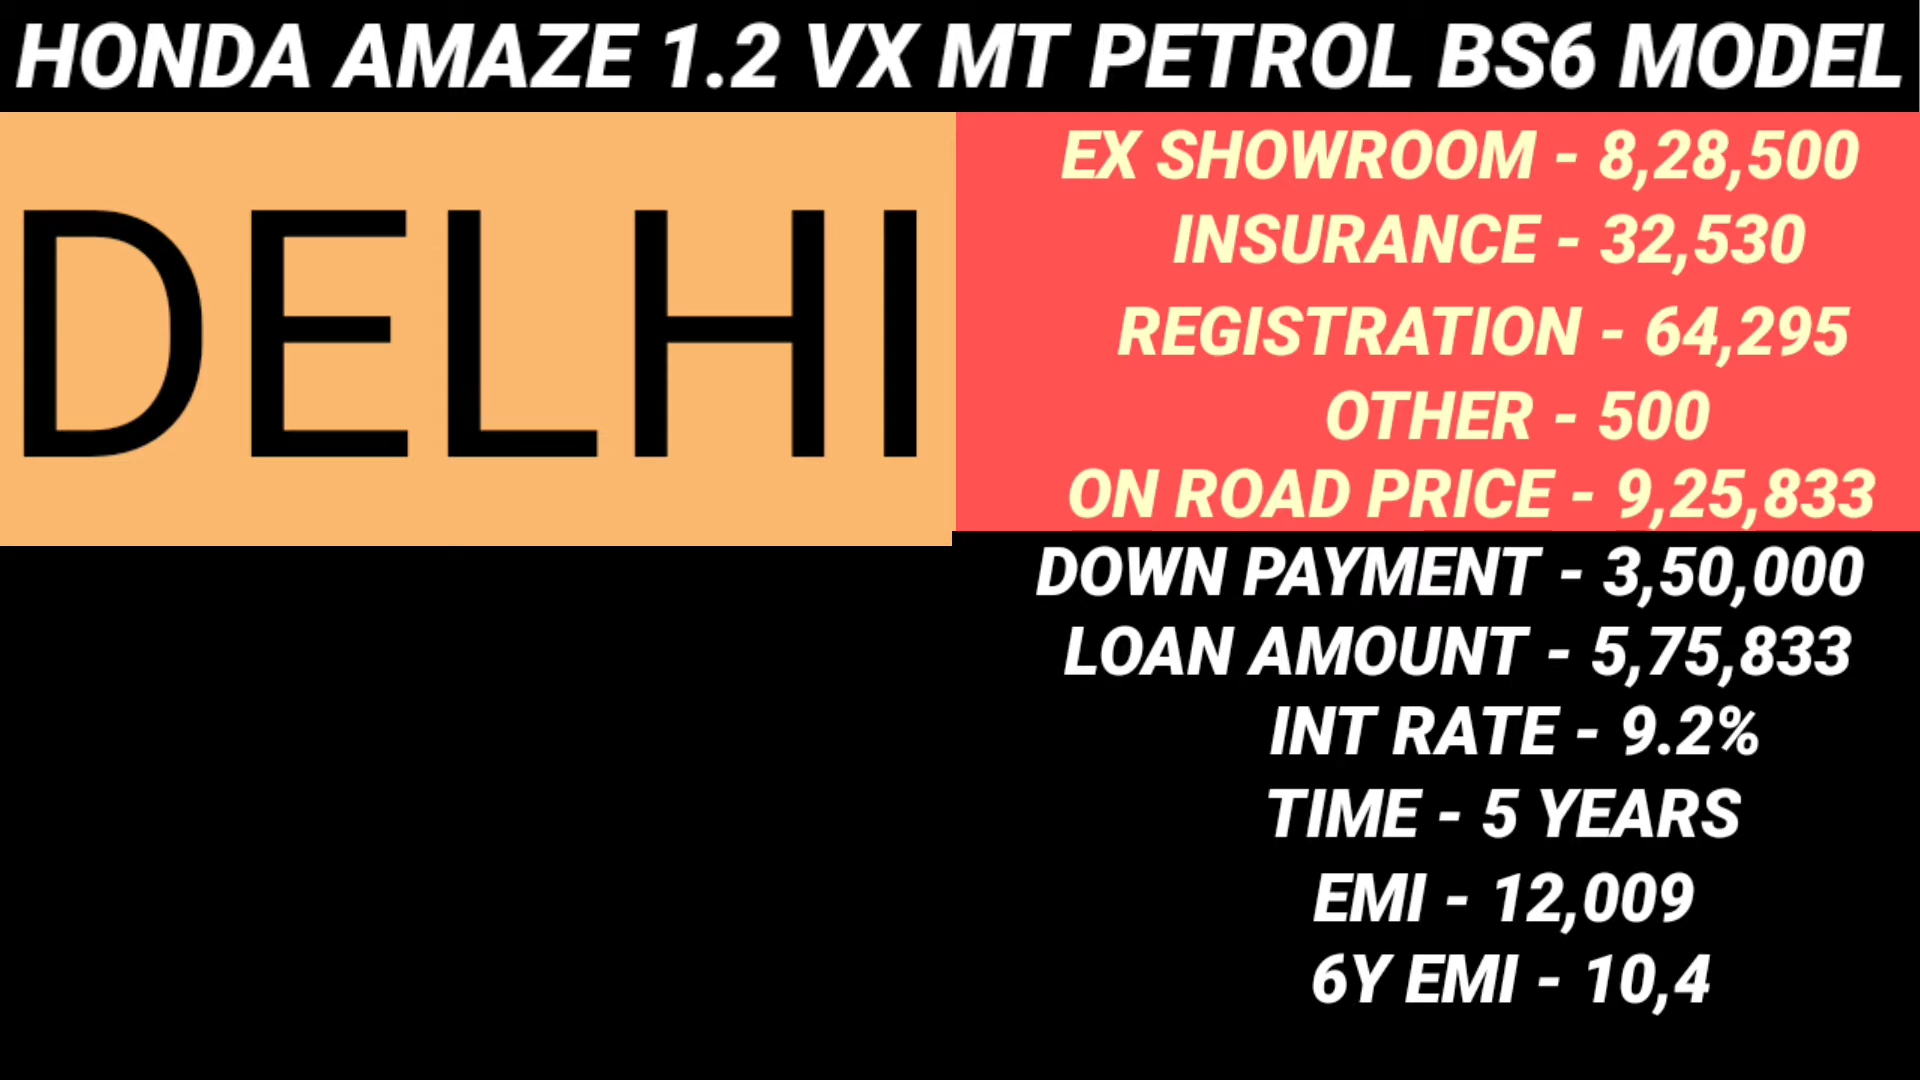 HONDA AMAZE 1.2 VX MT PETROL BS6 MODEL
DELHI
EX SHOWROOM - 8,28,500
INSURANCE - 32,530
REGISTRATION - 64,295
OTHER - 500
ON ROAD PRICE - 9,25,833
DOWN PAYMENT - 3,50,000
LOAN AMOUNT - 5,75,833
INT RATE - 9.2%
TIME - 5 YEARS
EMI - 12,009
6Y EMI - 10,4